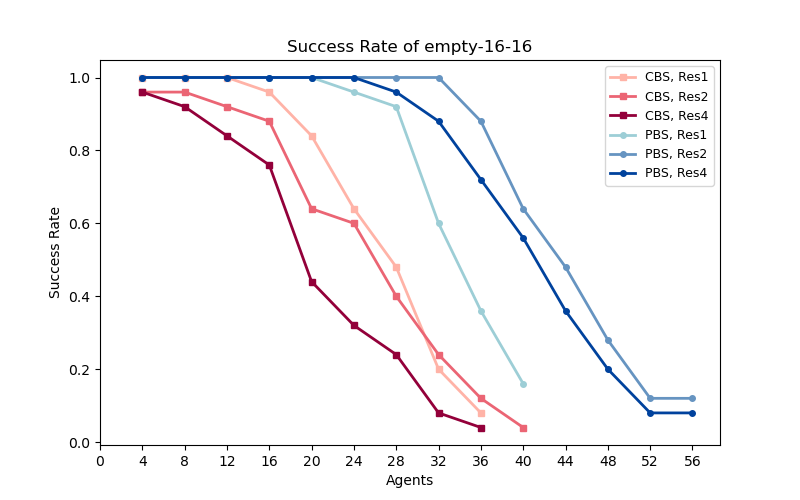 Success Rate of empty-16-16
CBS, Res1
CBS, Res2
CBS, Res4
PBS, Res1
PBS, Res2
PBS, Res4
Success Rate
1.0
0.8
0.6
0.4
0.2
0.0
0 4 8 12 16 20 24 28 32 36 40 44 48 52 56
Agents